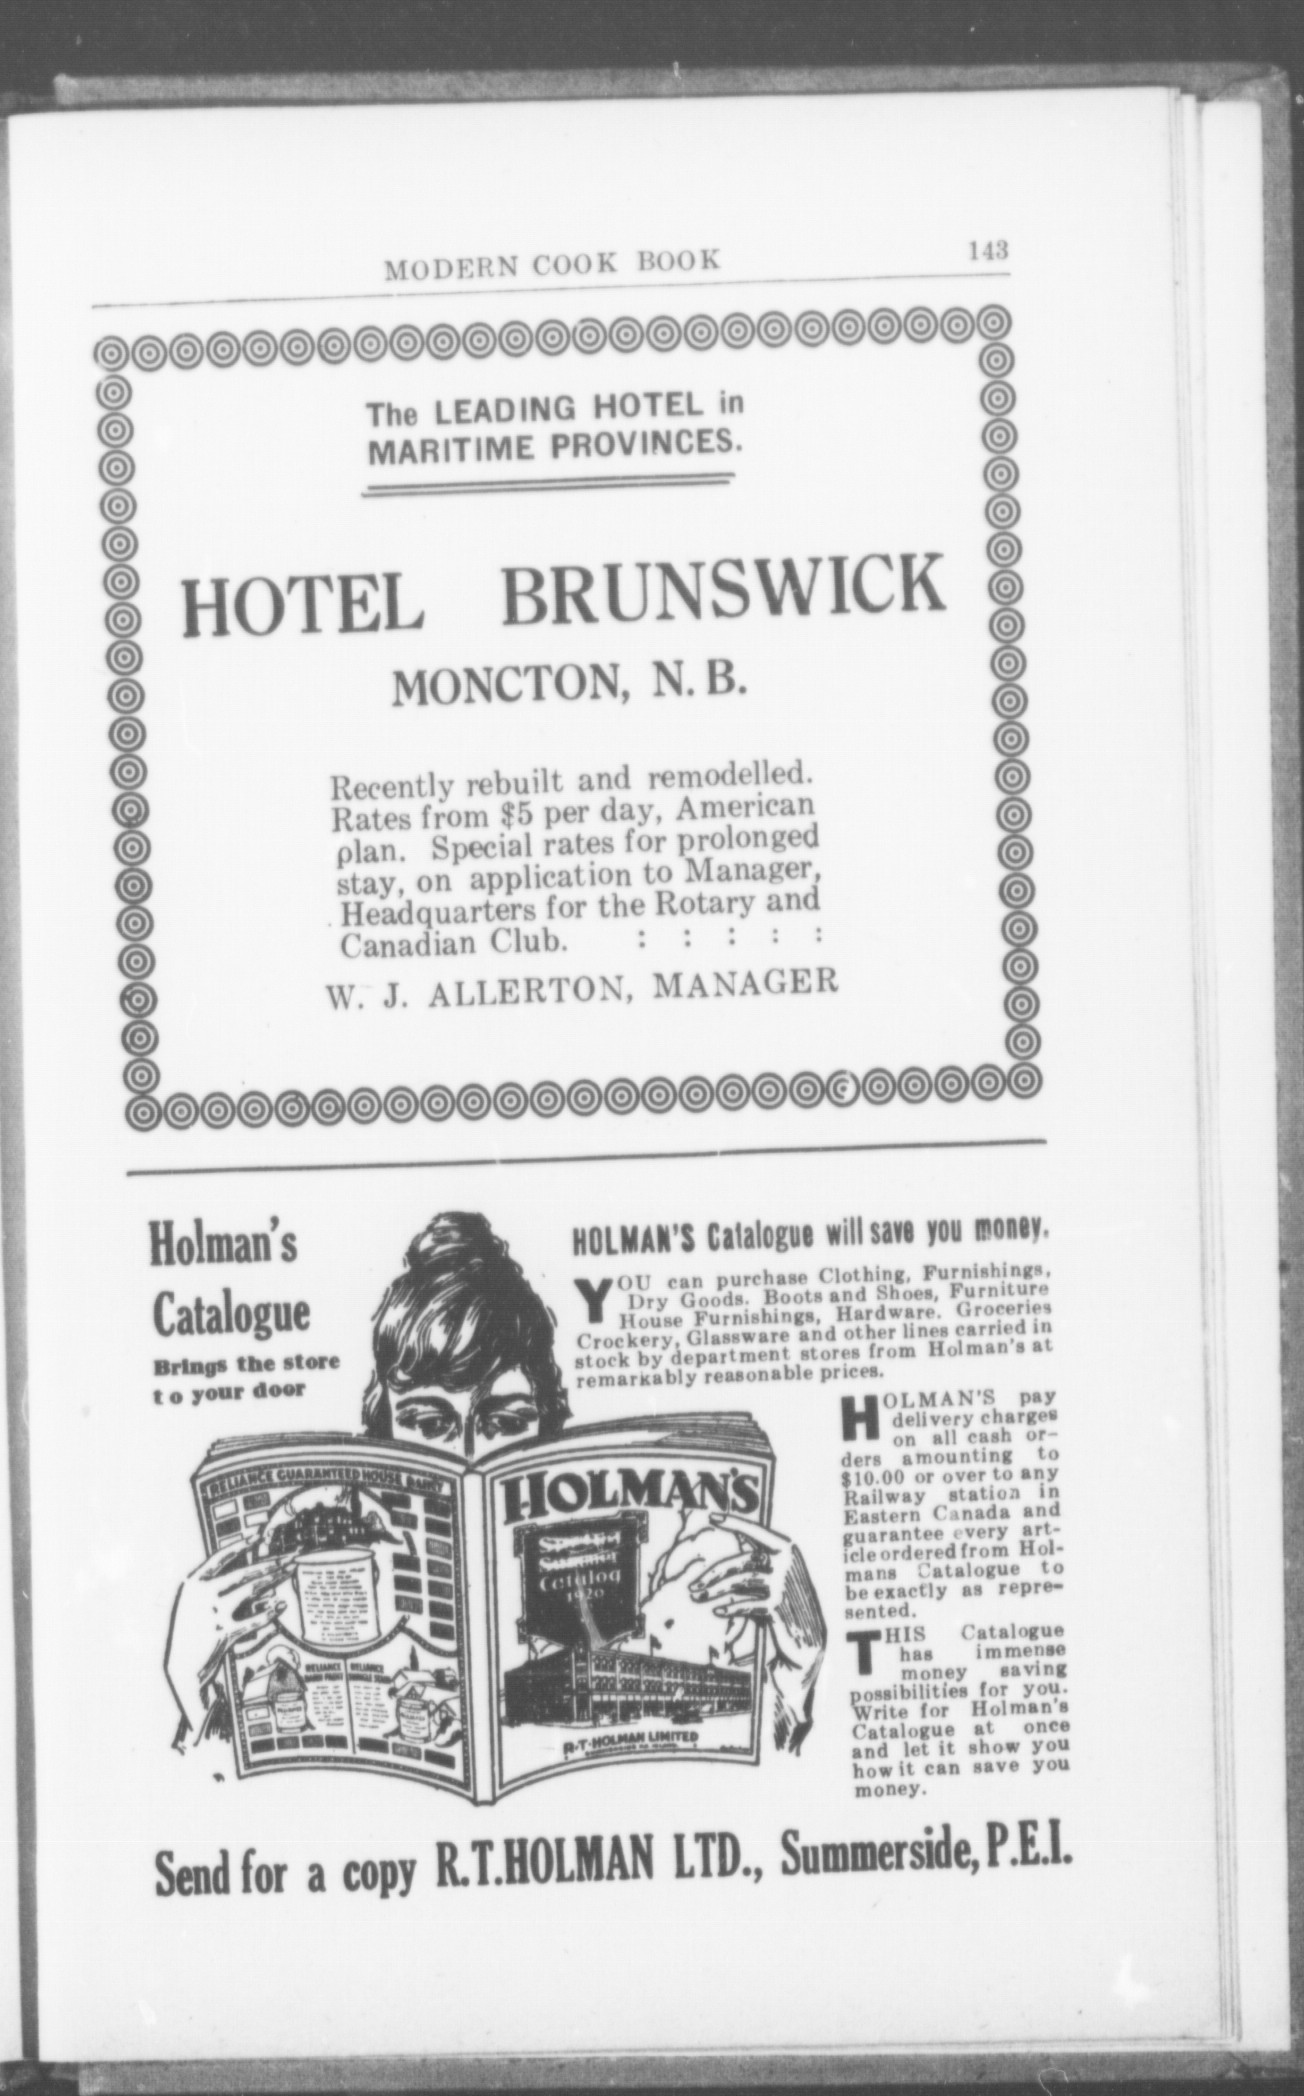 MODERN COOK BOOK 143
The LEADING HOTEL in
MARITIME PROVINCES.
HOTEL BRUNSWICK
MONCTON, N. B.
Recently rebuilt and remodelled.
Rates from $5 per day, American
plan. Special rates for prolonged
stay, on application to Manager,
Headquarters for the Rotary and
Canadian Club. : : : : :
W. J. ALLERTON, MANAGER
Holman's
Catalogue
Brings the store
to your door
HOLMAN'S Catalogue will save you money.
YOU can purchase Clothing, Furnishings,
Dry Goods. Boots and Shoes, Furniture
House Furnishings, Hardware. Groceries
Crockery, Glassware and other lines carried in
stock by department stores from Holman's at
remarkably reasonable prices.
HOLMAN'S pay
delivery charges
on all cash or-
ders amounting to
$10.00 or over to any
Railway station in
Eastern Canada and
guarantee every art-
icle ordered from Hol-
mans Catalogue to
be exactly as repre-
sented.
THIS Catalogue
has immense
money saving
possibilities for you.
Write for Holman's
Catalogue at once
and let it show you
how it can save you
money.
RELIANCE GUARANTEED HOUSE PAINT
RELIANCE RELIANCE
HOLMAN'S
Summer
Catalog
1920
R.T. HOLMAN LIMITED
Send for a copy R.T.HOLMAN LTD., Summerside, P.E.I.